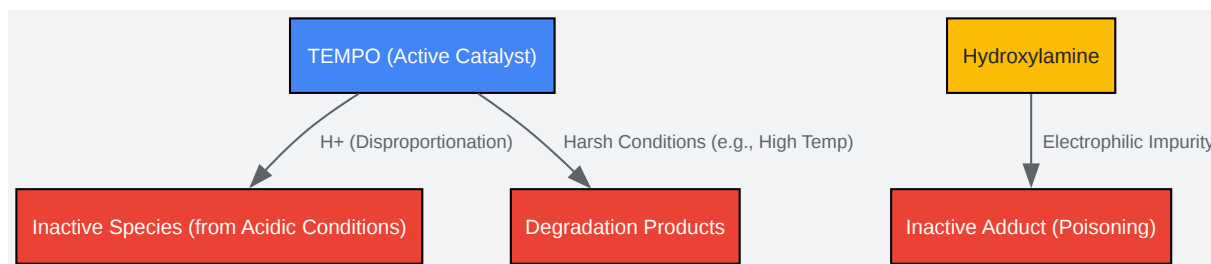 TEMPO (Active Catalyst)
Hydroxylamine
H+ (Disproportionation)
Harsh Conditions (e.g., High Temp)
Electrophilic Impurity
Inactive Species (from Acidic Conditions)
Degradation Products
Inactive Adduct (Poisoning)